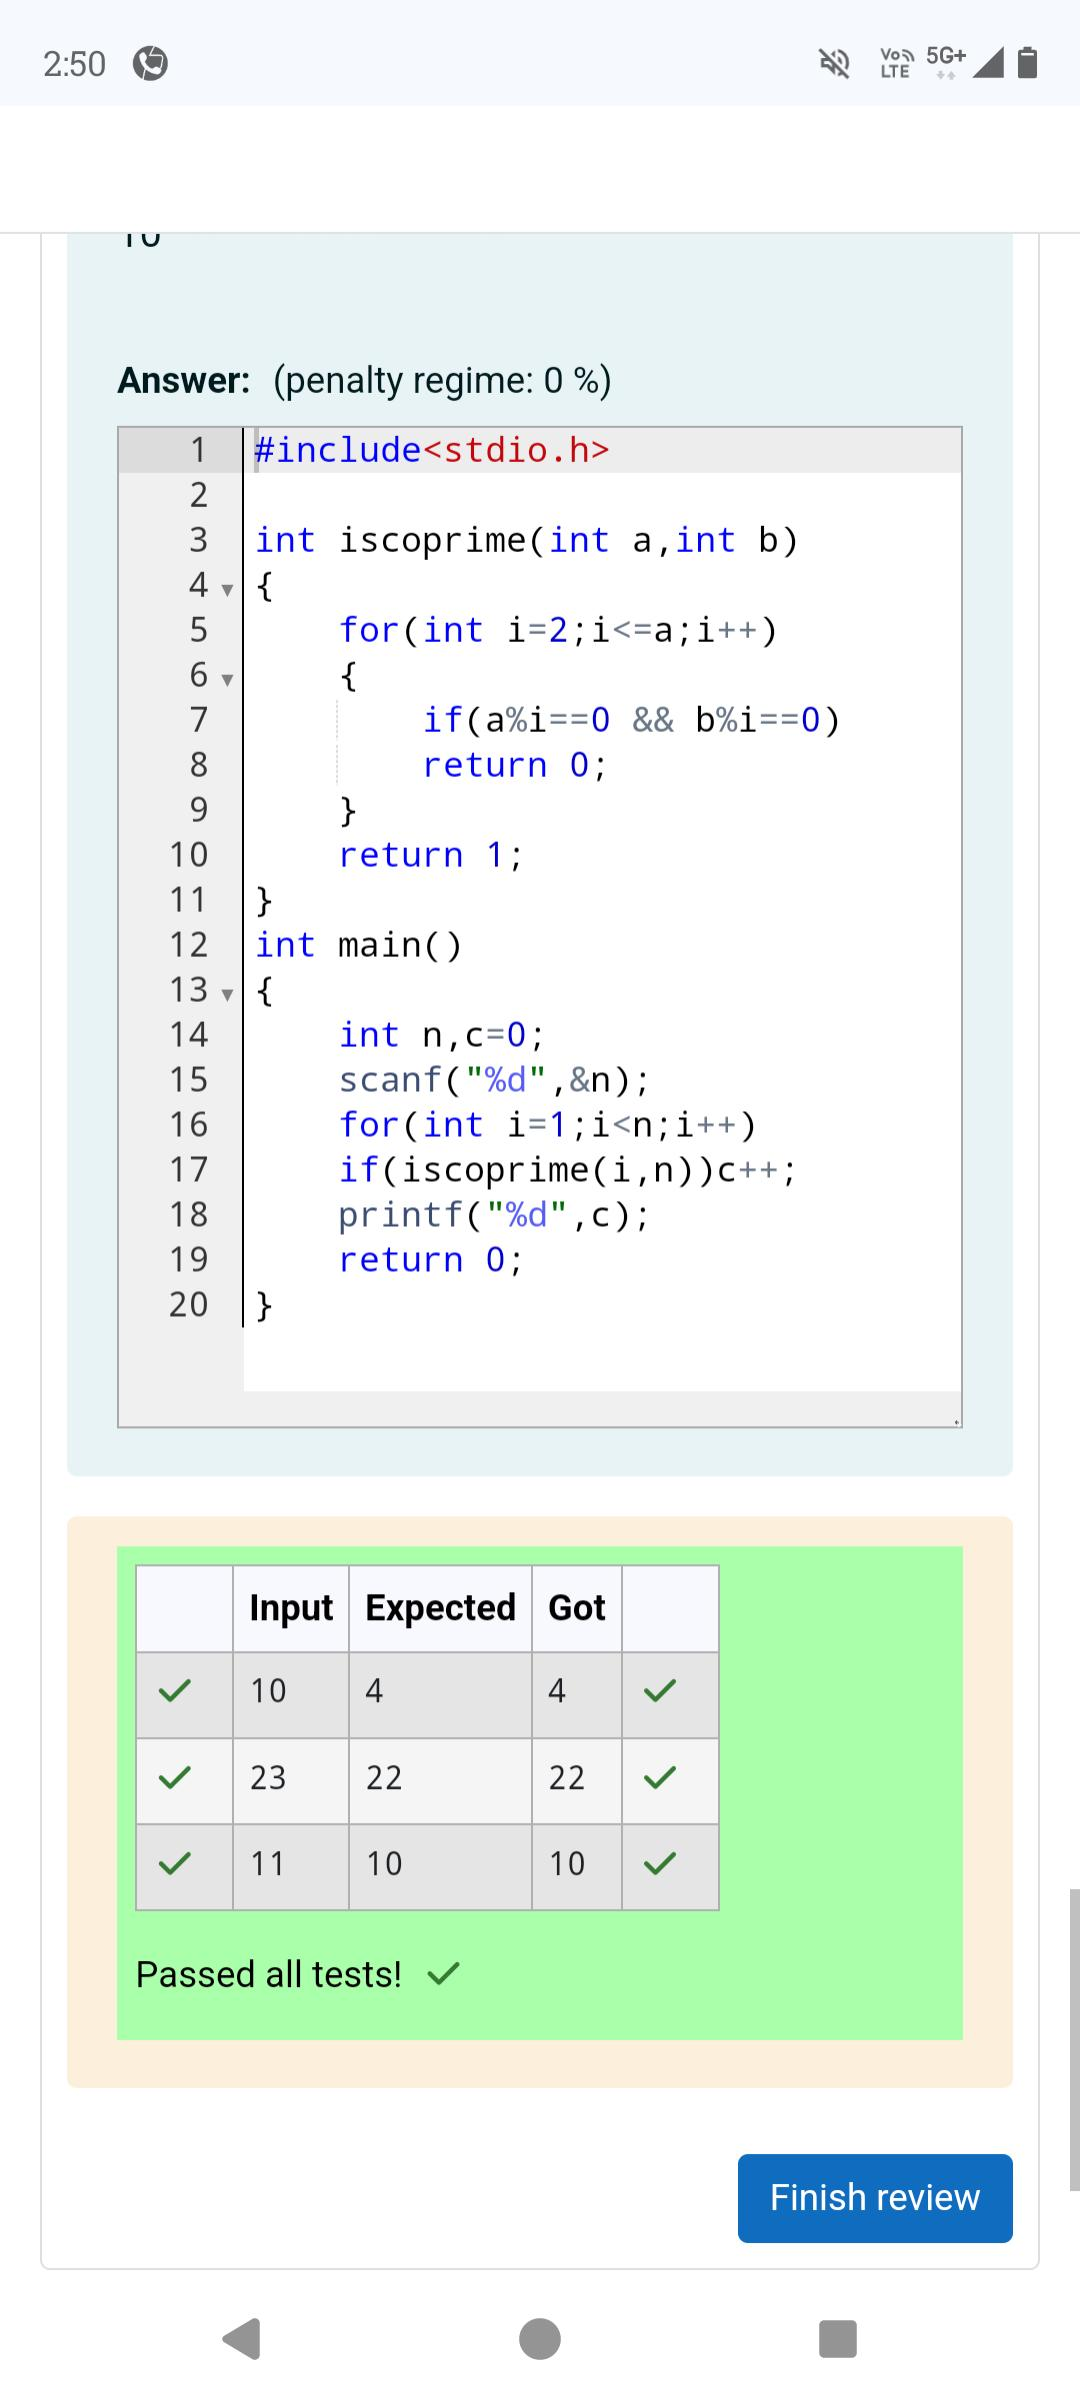 2:50
Vo LTE
5G+
10
Answer: (penalty regime: 0 %)
1 #include<stdio.h>
2
3 int iscoprime(int a,int b)
4 {
5     for(int i=2;i<=a;i++)
6     {
7         if(a%i==0 && b%i==0)
8         return 0;
9     }
10     return 1;
11 }
12 int main()
13 {
14     int n,c=0;
15     scanf("%d",&n);
16     for(int i=1;i<n;i++)
17     if(iscoprime(i,n))c++;
18     printf("%d",c);
19     return 0;
20 }
Input Expected Got
10 4 4
23 22 22
11 10 10
Passed all tests!
Finish review